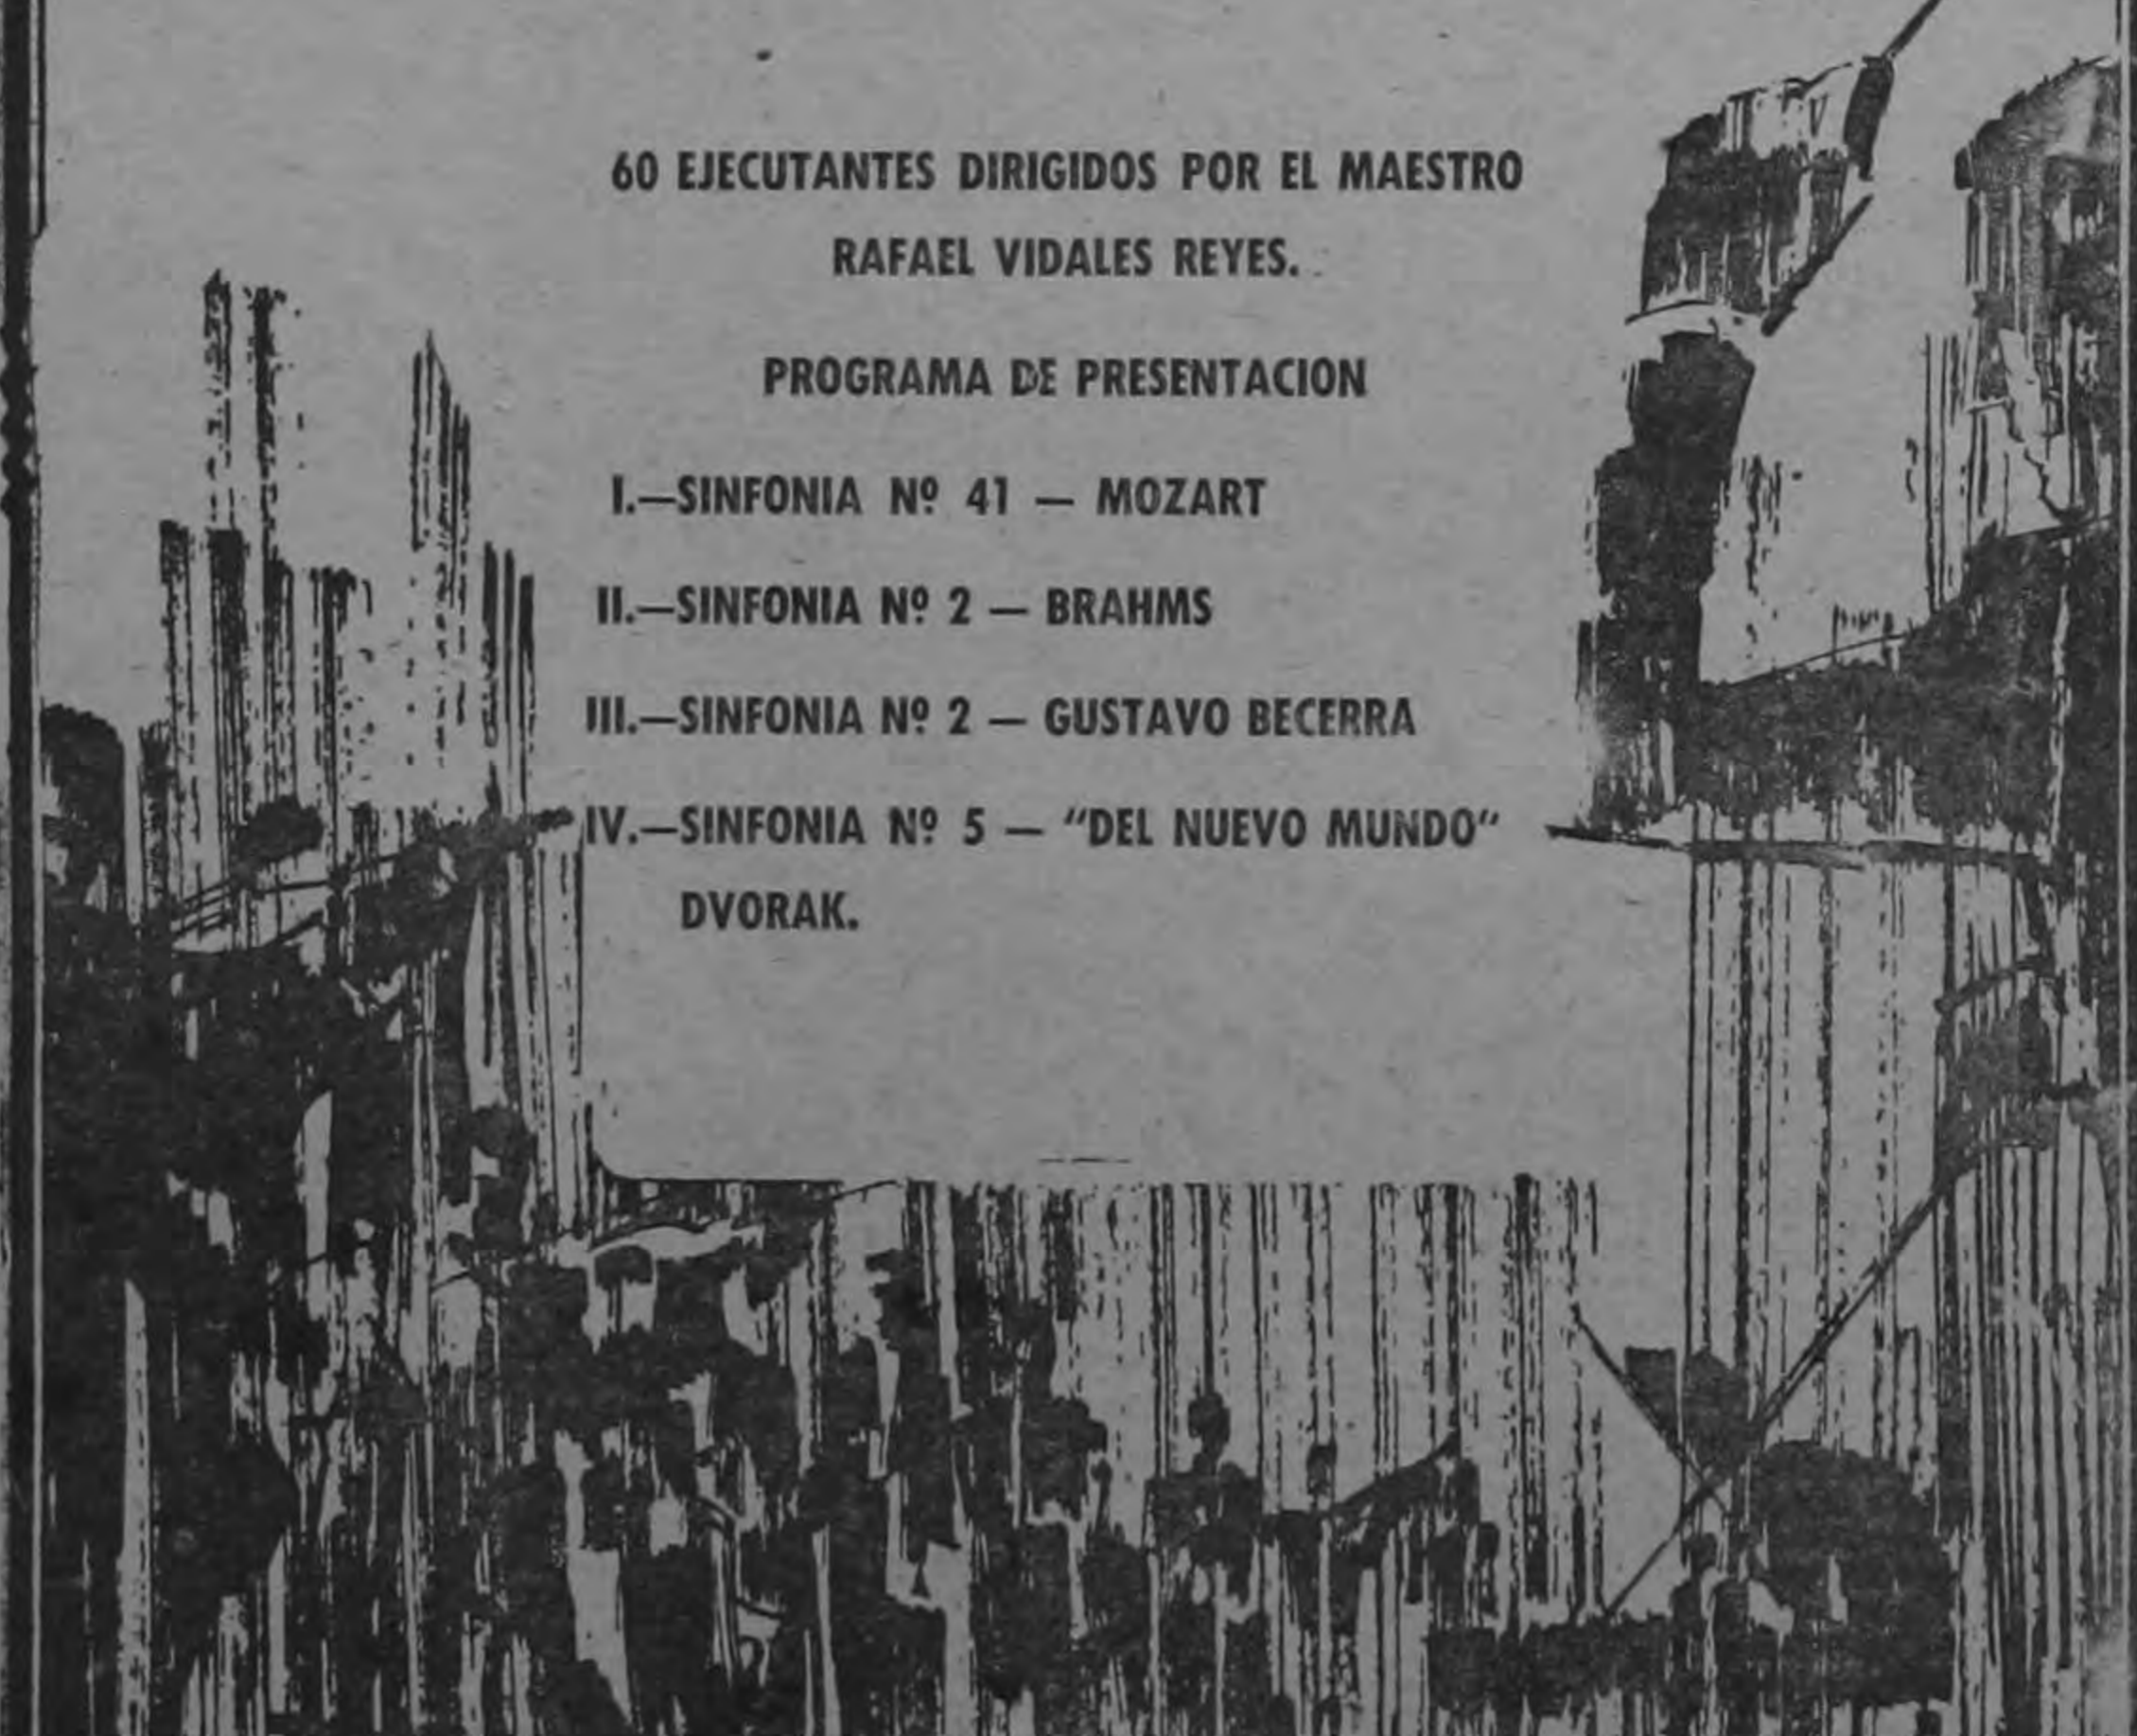 60 EJECUTANTES DIRIGIDOS POR EL MAESTRO
RAFAEL VIDALES REYES.
PROGRAMA DE PRESENTACION
I.—SINFONIA Nº 41 — MOZART
II.—SINFONIA Nº 2 — BRAHMS
III.—SINFONIA Nº 2 — GUSTAVO BECERRA
IV.—SINFONIA Nº 5 — "DEL NUEVO MUNDO"
DVORAK.